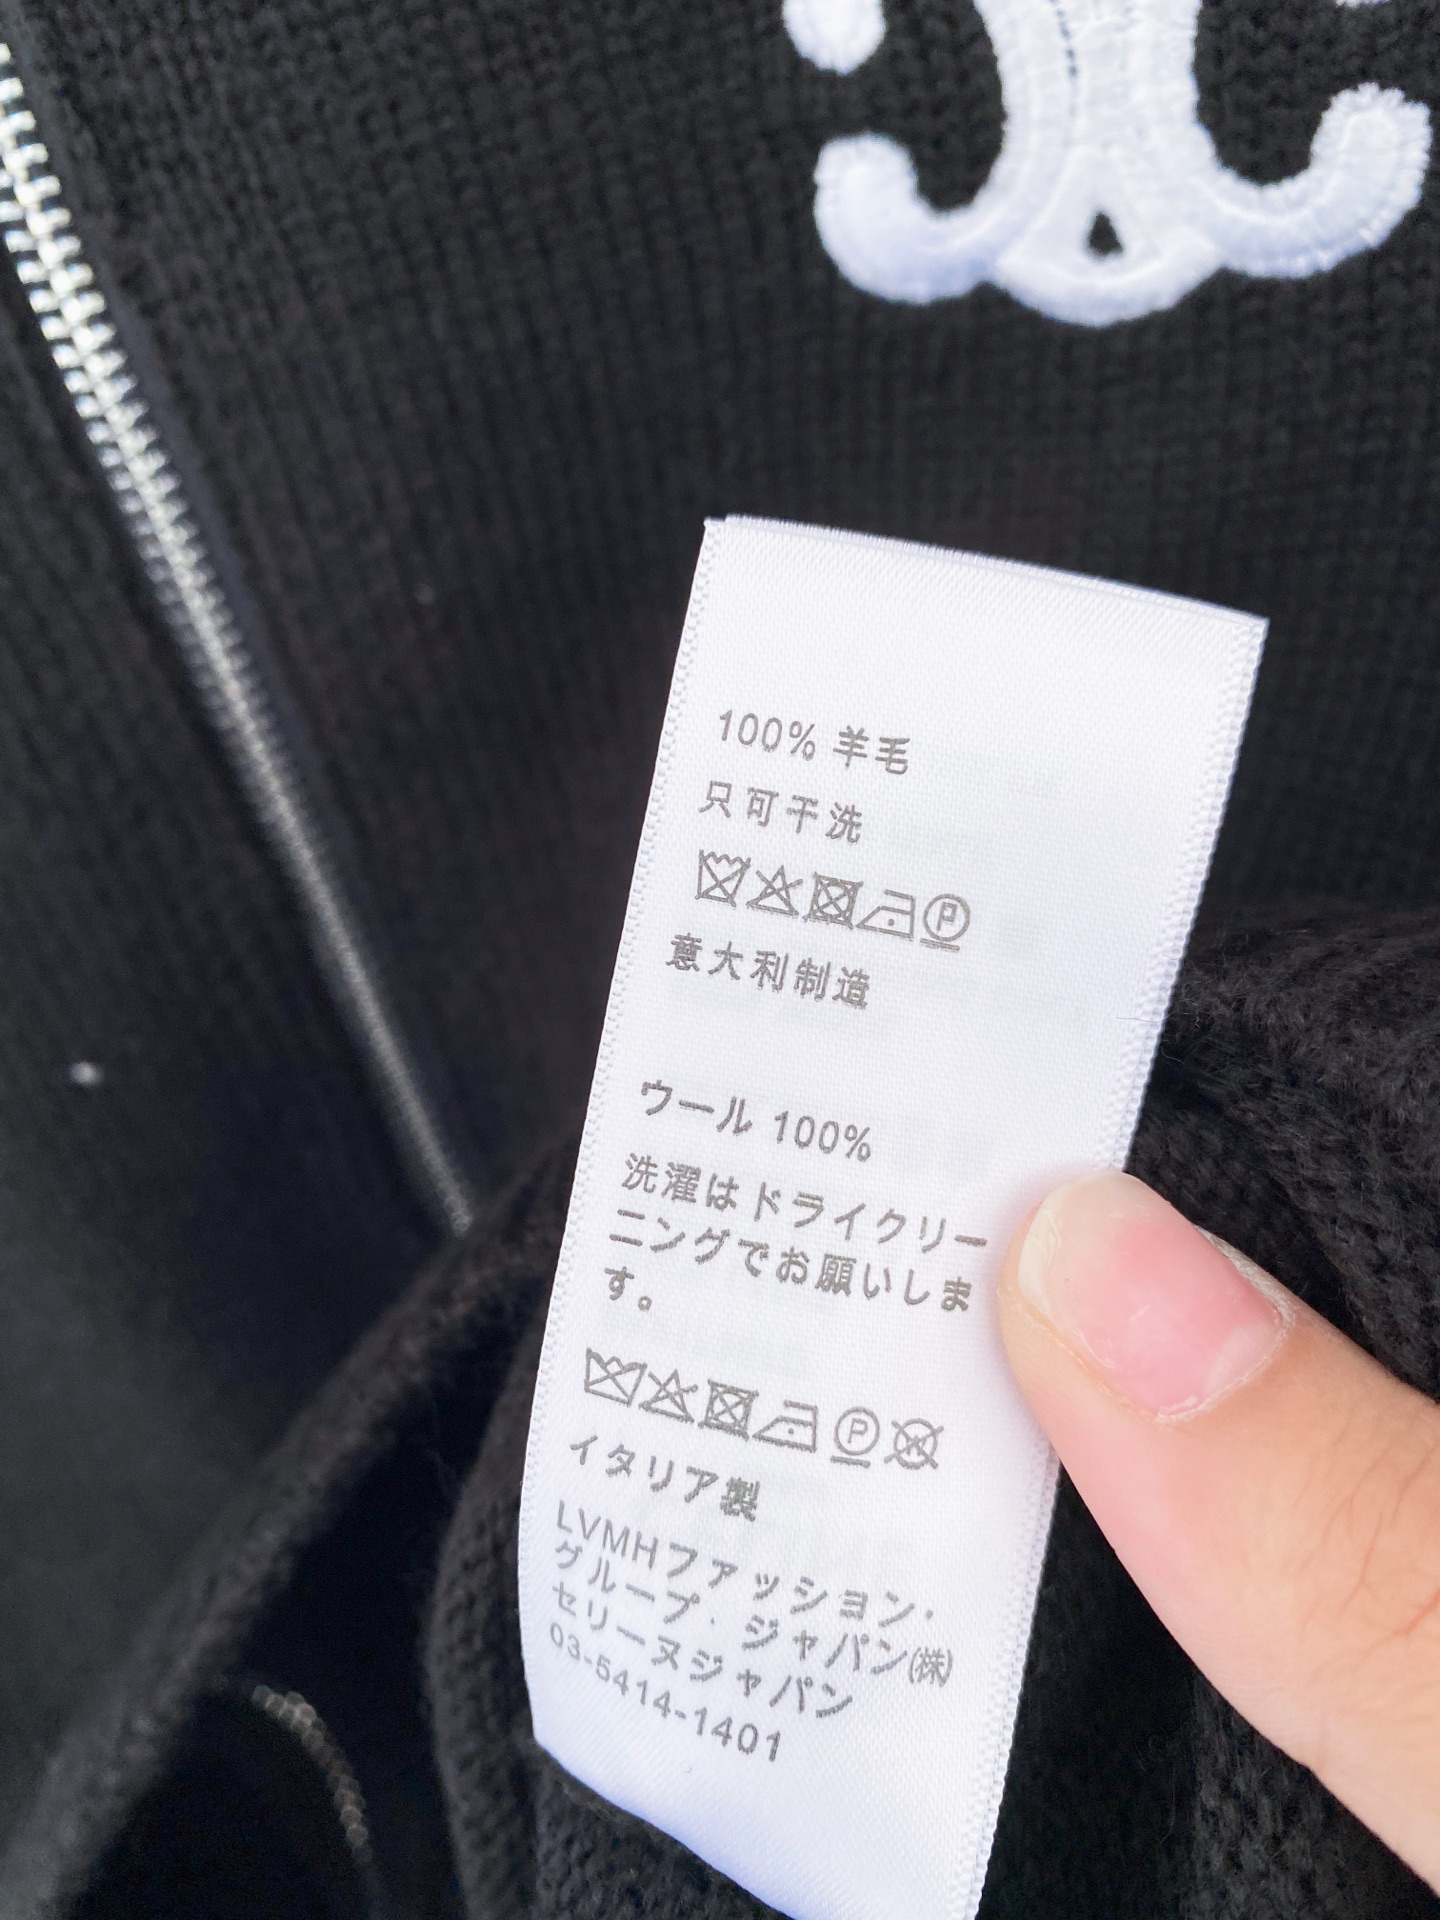 100% 羊毛
只可干洗
P
意大利制造
ウール 100%
洗濯はドライクリー
ニングでお願いしま
す。
P
イタリア製
LVMHファッション・
グループ・ジャパン(株)
セリーヌジャパン
03-5414-1401